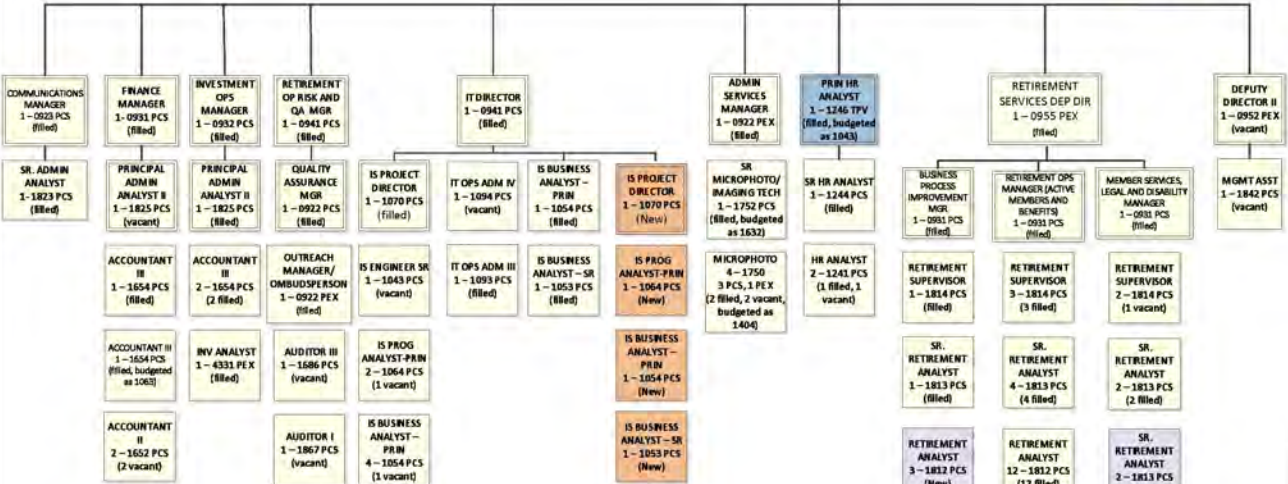 COMMUNICATIONS
MANAGER
1 – 0923 PCS
(filled)
FINANCE
MANAGER
1- 0931 PCS
(filled)
INVESTMENT
OPS
MANAGER
1 – 0932 PCS
(filled)
RETIREMENT
OP RISK AND
QA MGR
1 – 0941 PCS
(filled)
IT DIRECTOR
1 – 0941 PCS
(filled)
ADMIN
SERVICES
MANAGER
1 – 0922 PEX
(filled)
PRIN HR
ANALYST
1 – 1246 TPV
(filled, budgeted
as 1043)
RETIREMENT
SERVICES DEP DIR
1 – 0955 PEX
(filled)
DEPUTY
DIRECTOR II
1 – 0952 PEX
(vacant)
SR. ADMIN
ANALYST
1- 1823 PCS
(filled)
PRINCIPAL
ADMIN
ANALYST II
1 – 1825 PCS
(vacant)
PRINCIPAL
ADMIN
ANALYST II
1 – 1825 PCS
(filled)
QUALITY
ASSURANCE
MGR
1 – 0922 PCS
(filled)
IS PROJECT
DIRECTOR
1 – 1070 PCS
(filled)
IT OPS ADM IV
1 – 1094 PCS
(vacant)
IS BUSINESS
ANALYST –
PRIN
1 – 1054 PCS
(filled)
IS PROJECT
DIRECTOR
1 – 1070 PCS
(New)
SR
MICROPHOTO/
IMAGING TECH
1 – 1752 PCS
(filled, budgeted
as 1632)
SR HR ANALYST
1 – 1244 PCS
(filled)
BUSINESS
PROCESS
IMPROVEMENT
MGR
1 – 0931 PCS
(filled)
RETIREMENT OPS
MANAGER (ACTIVE
MEMBERS AND
BENEFITS)
1 – 0931 PCS
(filled)
MEMBER SERVICES,
LEGAL AND DISABILITY
MANAGER
1 – 0931 PCS
(filled)
MGMT ASST
1 – 1842 PCS
(vacant)
ACCOUNTANT
III
1 – 1654 PCS
(filled)
ACCOUNTANT
III
2 – 1654 PCS
(2 filled)
OUTREACH
MANAGER/
OMBUDSPERSON
1 – 0922 PEX
(filled)
IS ENGINEER SR
1 – 1043 PCS
(vacant)
IT OPS ADM III
1 – 1093 PCS
(filled)
IS BUSINESS
ANALYST – SR
1 – 1053 PCS
(filled)
IS PROG
ANALYST-PRIN
1 – 1064 PCS
(New)
MICROPHOTO
4 – 1750
3 PCS, 1 PEX
(2 filled, 2 vacant,
budgeted as
1404)
HR ANALYST
2 – 1241 PCS
(1 filled, 1
vacant)
RETIREMENT
SUPERVISOR
1 – 1814 PCS
(filled)
RETIREMENT
SUPERVISOR
3 – 1814 PCS
(3 filled)
RETIREMENT
SUPERVISOR
2 – 1814 PCS
(1 vacant)
ACCOUNTANT III
1 – 1654 PCS
(filled, budgeted
as 1063)
INV ANALYST
1 – 4331 PEX
(filled)
AUDITOR III
1 – 1686 PCS
(vacant)
IS PROG
ANALYST-PRIN
2 – 1064 PCS
(1 vacant)
IS BUSINESS
ANALYST –
PRIN
1 – 1054 PCS
(New)
SR.
RETIREMENT
ANALYST
1 – 1813 PCS
(filled)
SR.
RETIREMENT
ANALYST
4 – 1813 PCS
(4 filled)
SR.
RETIREMENT
ANALYST
2 – 1813 PCS
(2 filled)
ACCOUNTANT
II
2 – 1652 PCS
(2 vacant)
AUDITOR I
1 – 1867 PCS
(vacant)
IS BUSINESS
ANALYST –
PRIN
4 – 1054 PCS
(1 vacant)
IS BUSINESS
ANALYST – SR
1 – 1053 PCS
(New)
RETIREMENT
ANALYST
3 – 1812 PCS
(New)
RETIREMENT
ANALYST
12 – 1812 PCS
(12 filled)
SR.
RETIREMENT
ANALYST
2 – 1813 PCS